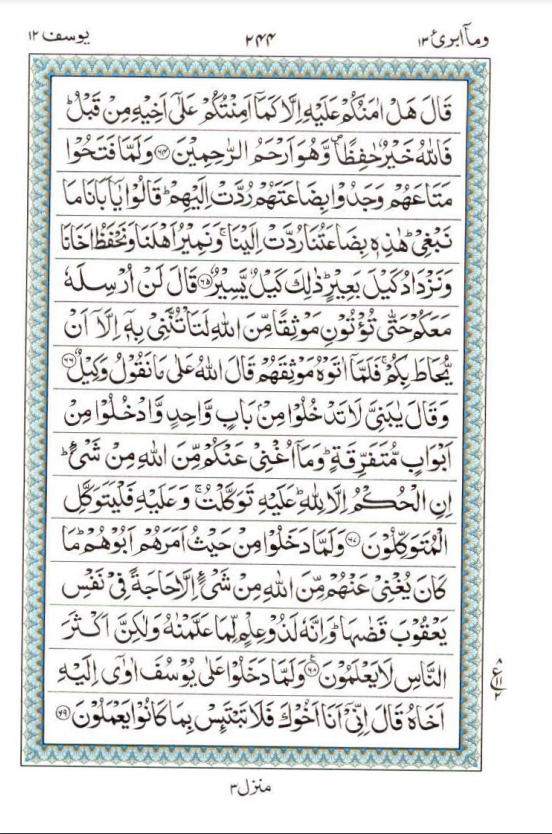 وماۤابرئ ١٣ ٢٤٤ يوسف ١٢
قَالَ هَلْ اٰمَنُكُمْ عَلَيْهِ اِلَّا كَمَاۤ اَمِنْتُكُمْ عَلٰۤى اَخِيْهِ مِنْ قَبْلُؕ
فَاللّٰهُ خَيْرٌ حٰفِظًا۪ وَّهُوَ اَرْحَمُ الرّٰحِمِيْنَ ﴿۶۴﴾ وَلَمَّا فَتَحُوْا
مَتَاعَهُمْ وَجَدُوْا بِضَاعَتَهُمْ رُدَّتْ اِلَيْهِمْؕ قَالُوْا يٰۤاَبَانَا مَا
نَبْغِيْؕ هٰذِهٖ بِضَاعَتُنَا رُدَّتْ اِلَيْنَاۚ وَنَمِيْرُ اَهْلَنَا وَنَحْفَظُ اَخَانَا
وَنَزْدَادُ كَيْلَ بَعِيْرٍؕ ذٰلِكَ كَيْلٌ يَّسِيْرٌ ﴿۶۵﴾ قَالَ لَنْ اُرْسِلَهٗ
مَعَكُمْ حَتّٰى تُؤْتُوْنِ مَوْثِقًا مِّنَ اللّٰهِ لَتَاْتُنَّنِيْ بِهٖۤ اِلَّاۤ اَنْ
يُّحَاطَ بِكُمْۚ فَلَمَّاۤ اٰتَوْهُ مَوْثِقَهُمْ قَالَ اللّٰهُ عَلٰى مَا نَقُوْلُ وَكِيْلٌ ﴿۶۶﴾
وَقَالَ يٰبَنِيَّ لَا تَدْخُلُوْا مِنْۢ بَابٍ وَّاحِدٍ وَّادْخُلُوْا مِنْ
اَبْوَابٍ مُّتَفَرِّقَةٍؕ وَمَاۤ اُغْنِيْ عَنْكُمْ مِّنَ اللّٰهِ مِنْ شَيْءٍؕ
اِنِ الْحُكْمُ اِلَّا لِلّٰهِؕ عَلَيْهِ تَوَكَّلْتُۚ وَعَلَيْهِ فَلْيَتَوَكَّلِ
الْمُتَوَكِّلُوْنَ ﴿۶۷﴾ وَلَمَّا دَخَلُوْا مِنْ حَيْثُ اَمَرَهُمْ اَبُوْهُمْؕ مَا
كَانَ يُغْنِيْ عَنْهُمْ مِّنَ اللّٰهِ مِنْ شَيْءٍ اِلَّا حَاجَةً فِيْ نَفْسِ
يَعْقُوْبَ قَضٰىهَاؕ وَاِنَّهٗ لَذُوْ عِلْمٍ لِّمَا عَلَّمْنٰهُ وَلٰكِنَّ اَكْثَرَ
النَّاسِ لَا يَعْلَمُوْنَ ﴿۶۸﴾ وَلَمَّا دَخَلُوْا عَلٰى يُوْسُفَ اٰوٰۤى اِلَيْهِ
اَخَاهُ قَالَ اِنِّيْۤ اَنَا اَخُوْكَ فَلَا تَبْتَىِٕسْ بِمَا كَانُوْا يَعْمَلُوْنَ ﴿۶۹﴾
ع
منزل ٣